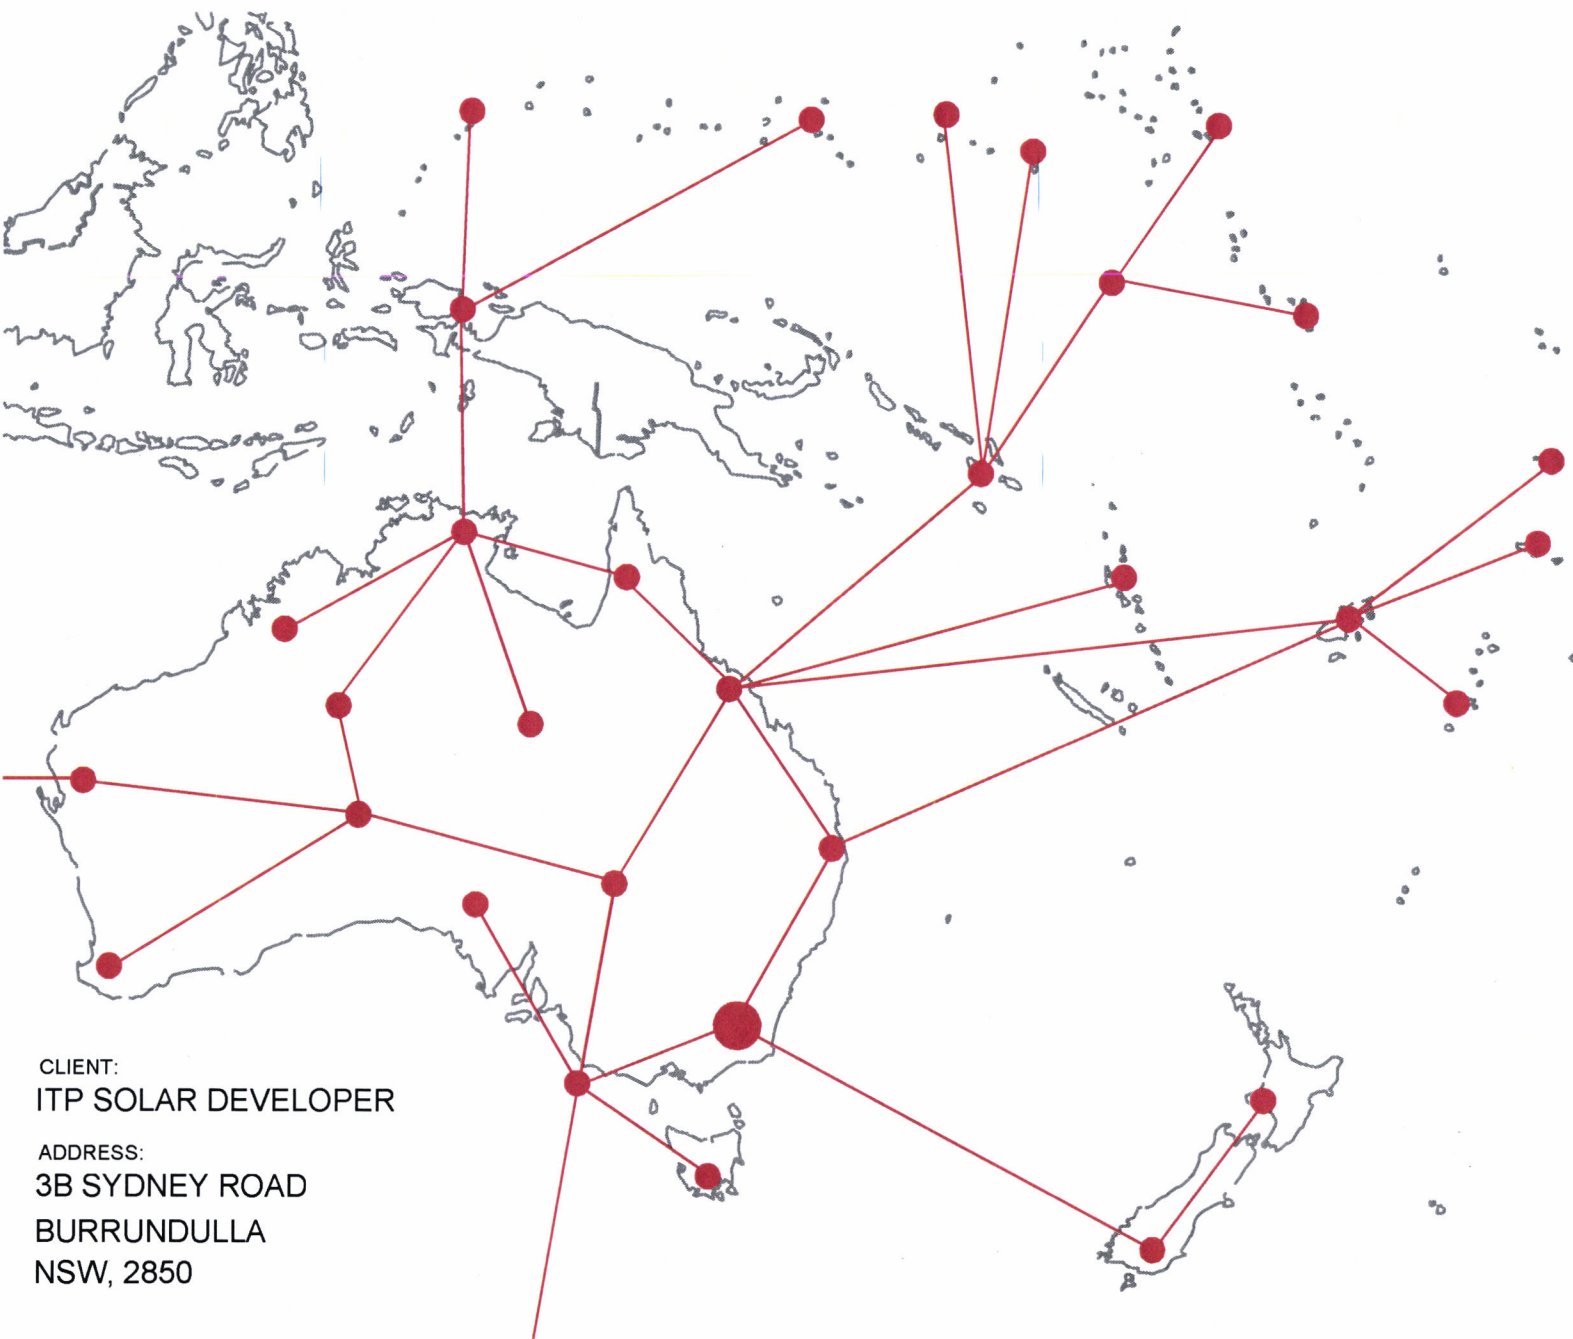 CLIENT:
ITP SOLAR DEVELOPER
ADDRESS:
3B SYDNEY ROAD
BURRUNDULLA
NSW, 2850